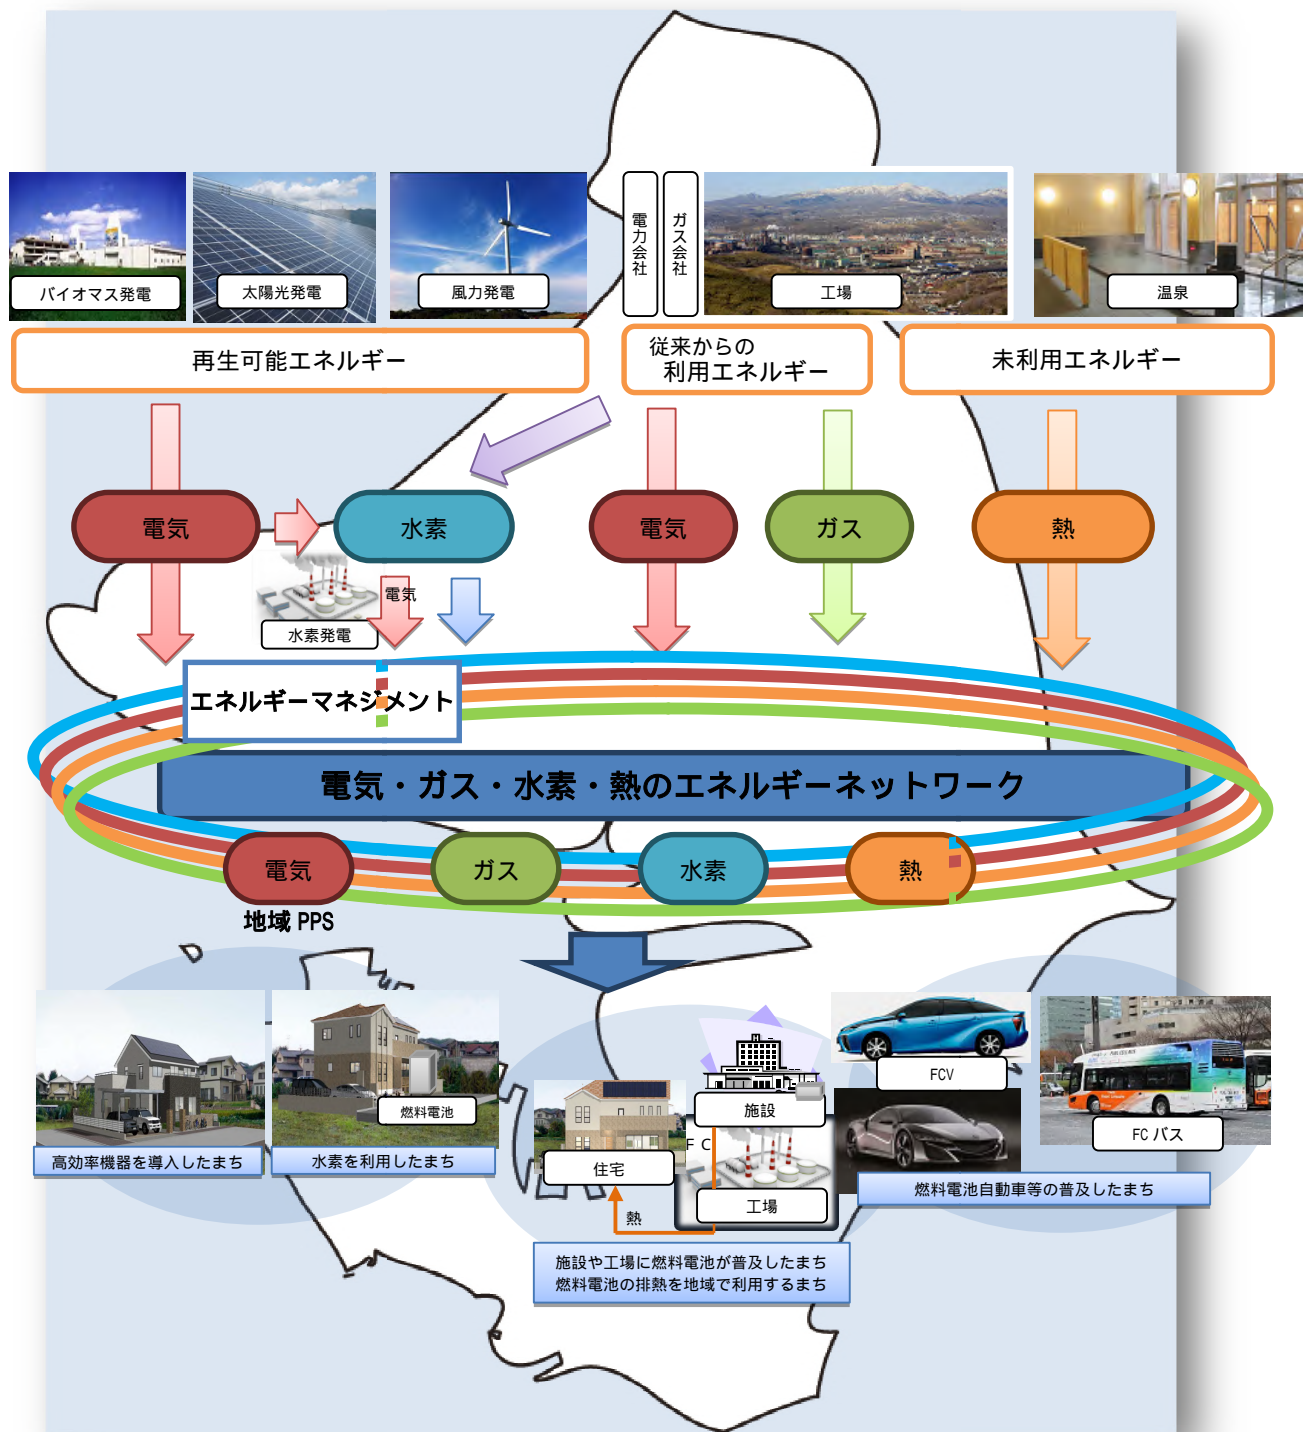 電力会社
ガス会社
バイオマス発電
太陽光発電
風力発電
工場
温泉
再生可能エネルギー
従来からの
利用エネルギー
未利用エネルギー
電気
水素
電気
ガス
熱
電気
水素発電
エネルギーマネジメント
電気・ガス・水素・熱のエネルギーネットワーク
電気
ガス
水素
熱
地域 PPS
燃料電池
高効率機器を導入したまち
水素を利用したまち
施設
ＦＣ
住宅
工場
熱
施設や工場に燃料電池が普及したまち
燃料電池の排熱を地域で利用するまち
FCV
FC バス
燃料電池自動車等の普及したまち